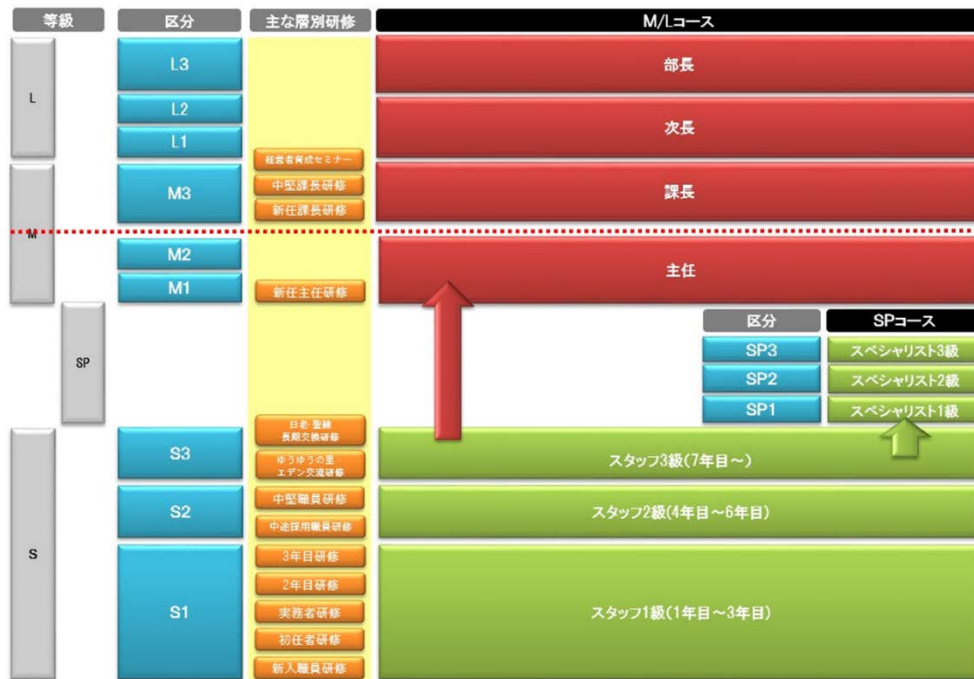 等級
区分
主な層別研修
M/Lコース
L
L3
L2
L1
部長
次長
経営者育成セミナー
M
M3
中堅課長研修
新任課長研修
課長
M2
M1
新任主任研修
主任
SP
区分
SPコース
SP3
スペシャリスト3級
SP2
スペシャリスト2級
SP1
スペシャリスト1級
S
S3
日老・聖隷
長期交換研修
ゆうゆうの里
エデン交流研修
スタッフ3級(7年目～)
S2
中堅職員研修
中途採用職員研修
スタッフ2級(4年目～6年目)
S1
3年目研修
2年目研修
実務者研修
初任者研修
新入職員研修
スタッフ1級(1年目～3年目)